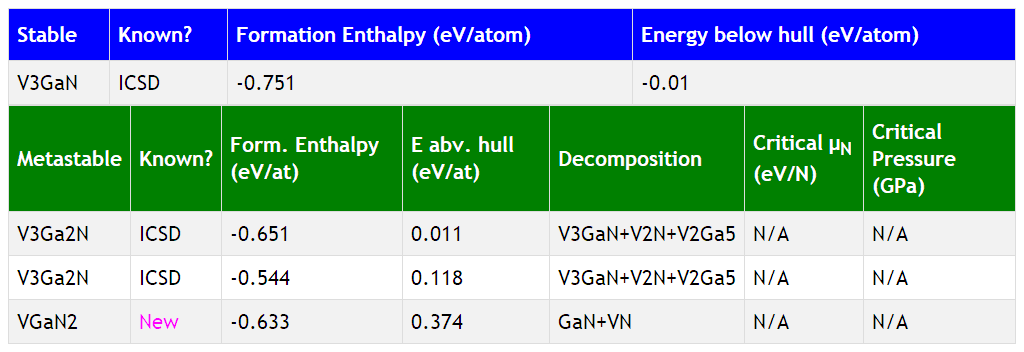 Stable Known? Formation Enthalpy (eV/atom) Energy below hull (eV/atom)
V3GaN ICSD -0.751 -0.01
Metastable Known? Form. Enthalpy (eV/at) E abv. hull (eV/at) Decomposition Critical μN (eV/N) Critical Pressure (GPa)
V3Ga2N ICSD -0.651 0.011 V3GaN+V2N+V2Ga5 N/A N/A
V3Ga2N ICSD -0.544 0.118 V3GaN+V2N+V2Ga5 N/A N/A
VGaN2 New -0.633 0.374 GaN+VN N/A N/A